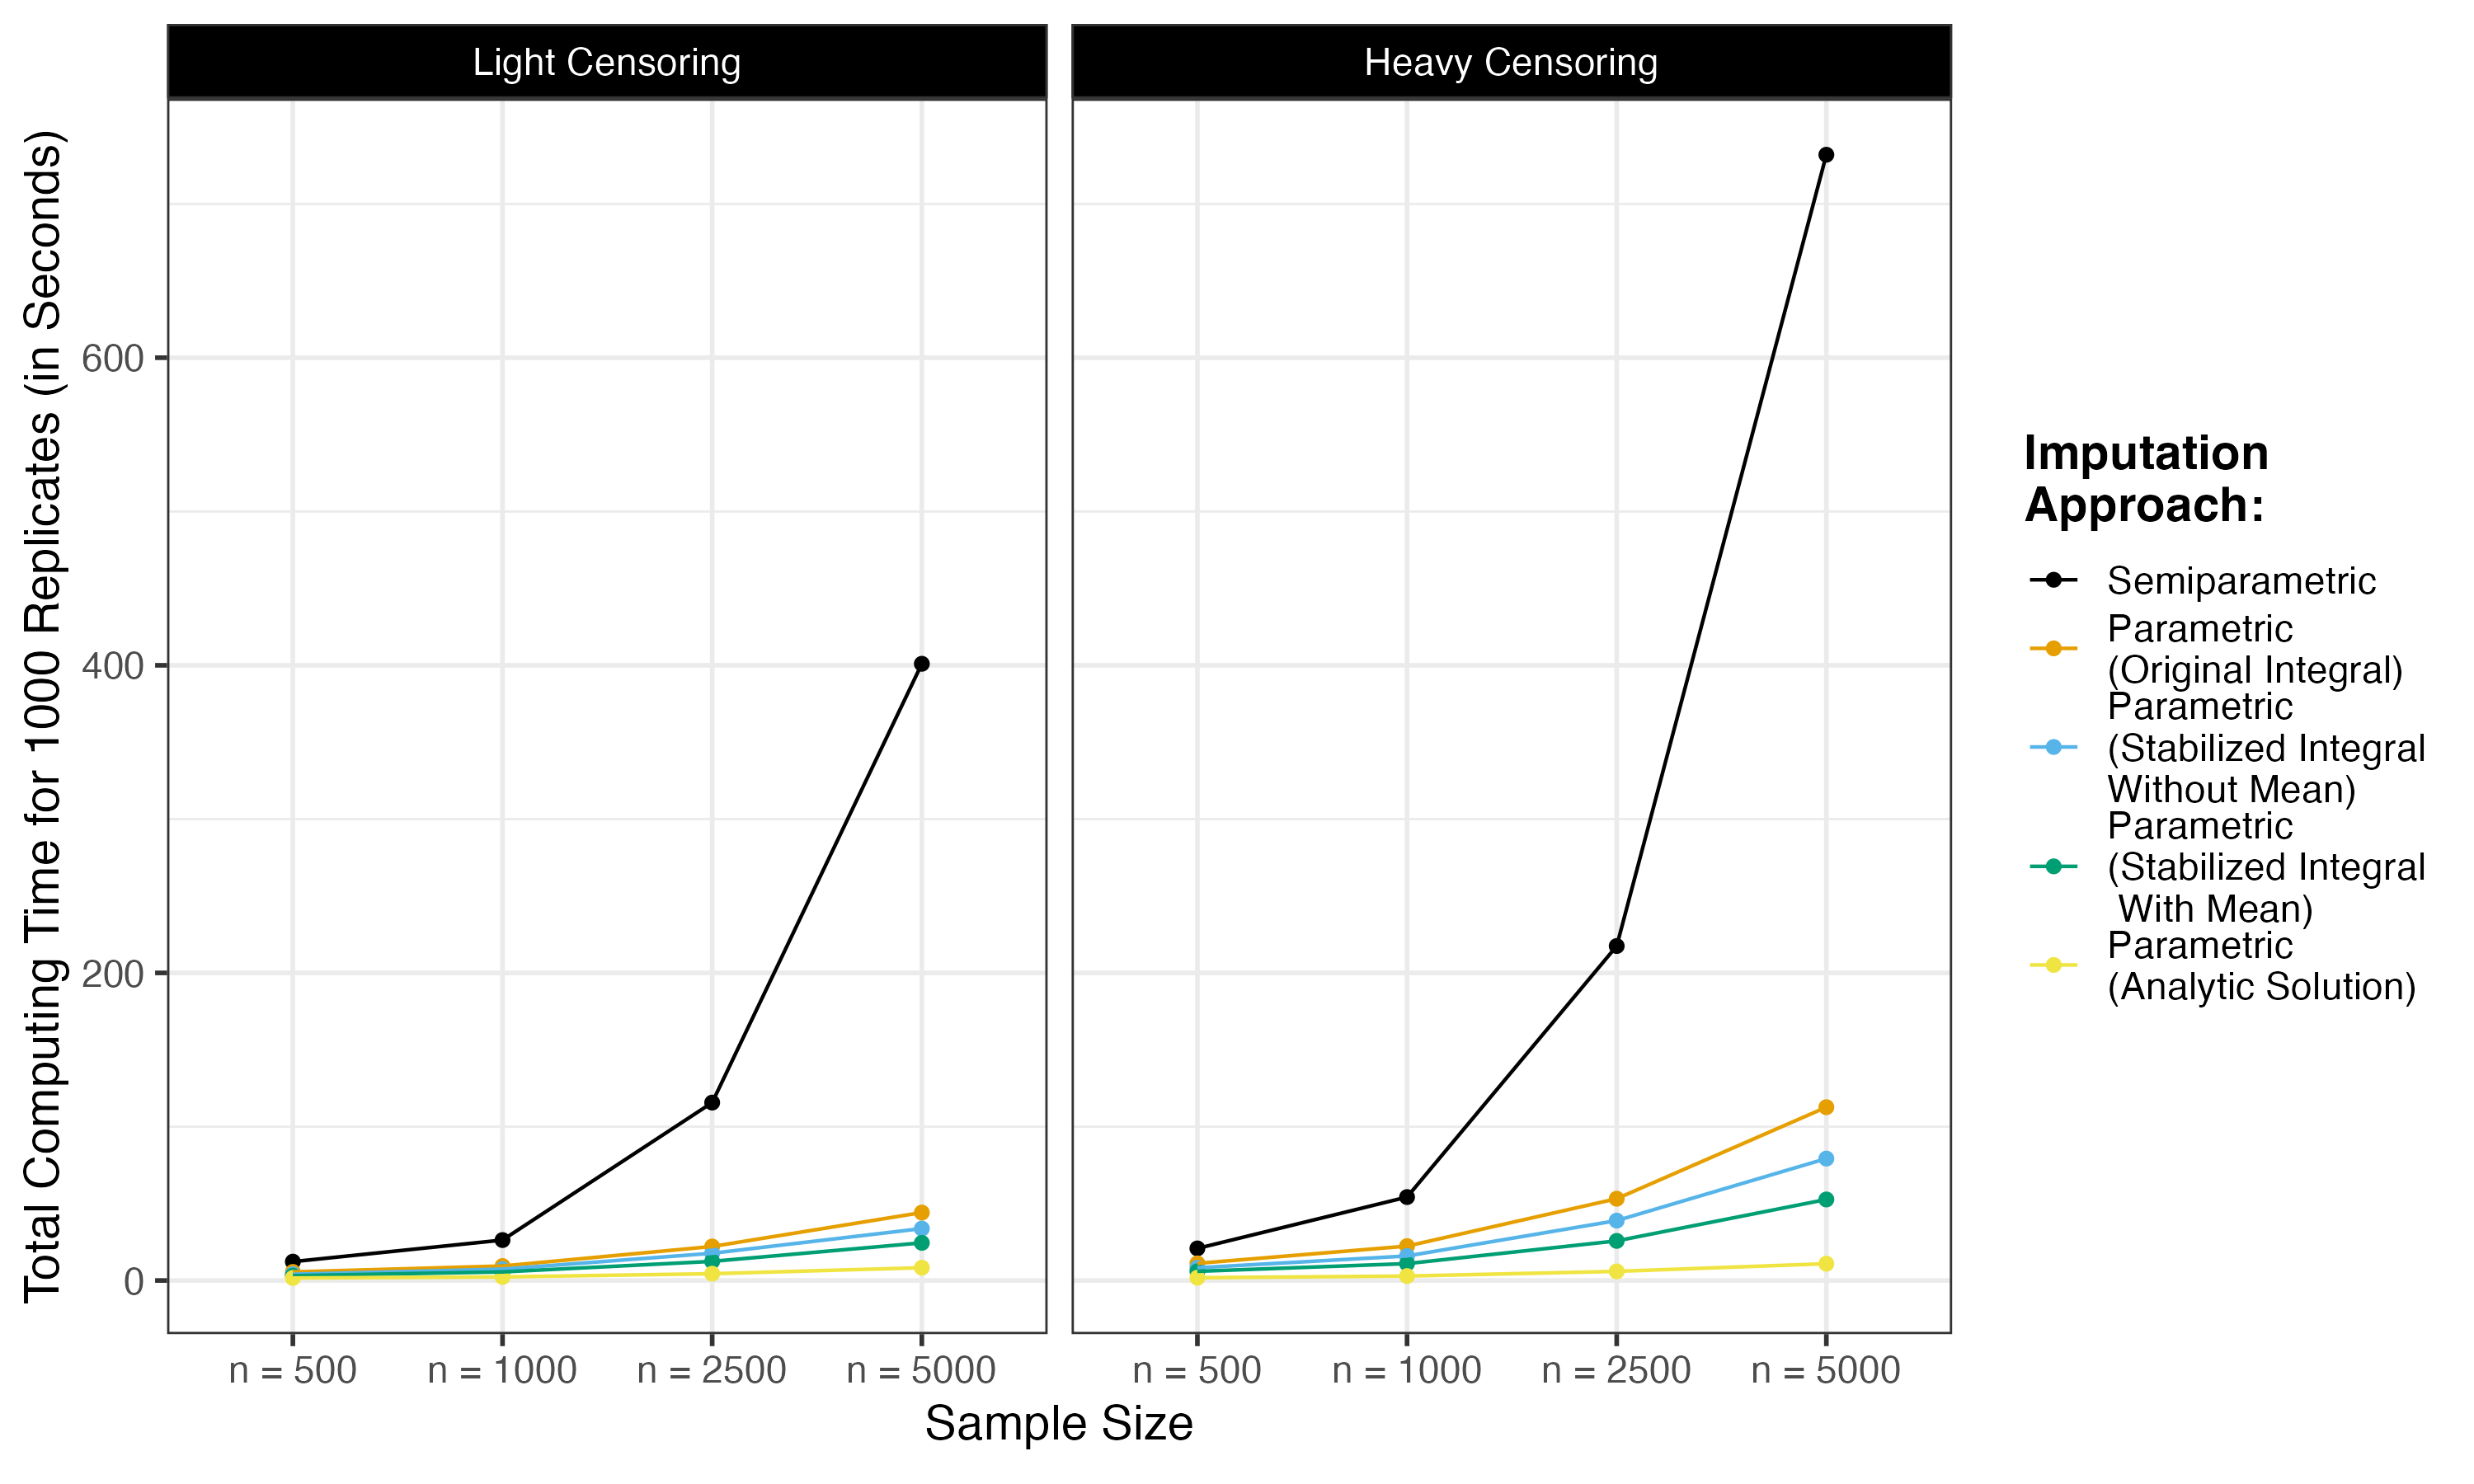 Light Censoring
Heavy Censoring
Total Computing Time for 1000 Replicates (in Seconds)
600
400
200
0
n = 500
n = 1000
n = 2500
n = 5000
n = 500
n = 1000
n = 2500
n = 5000
Sample Size
Imputation
Approach:
Semiparametric
Parametric
(Original Integral)
Parametric
(Stabilized Integral
Without Mean)
Parametric
(Stabilized Integral
With Mean)
Parametric
(Analytic Solution)